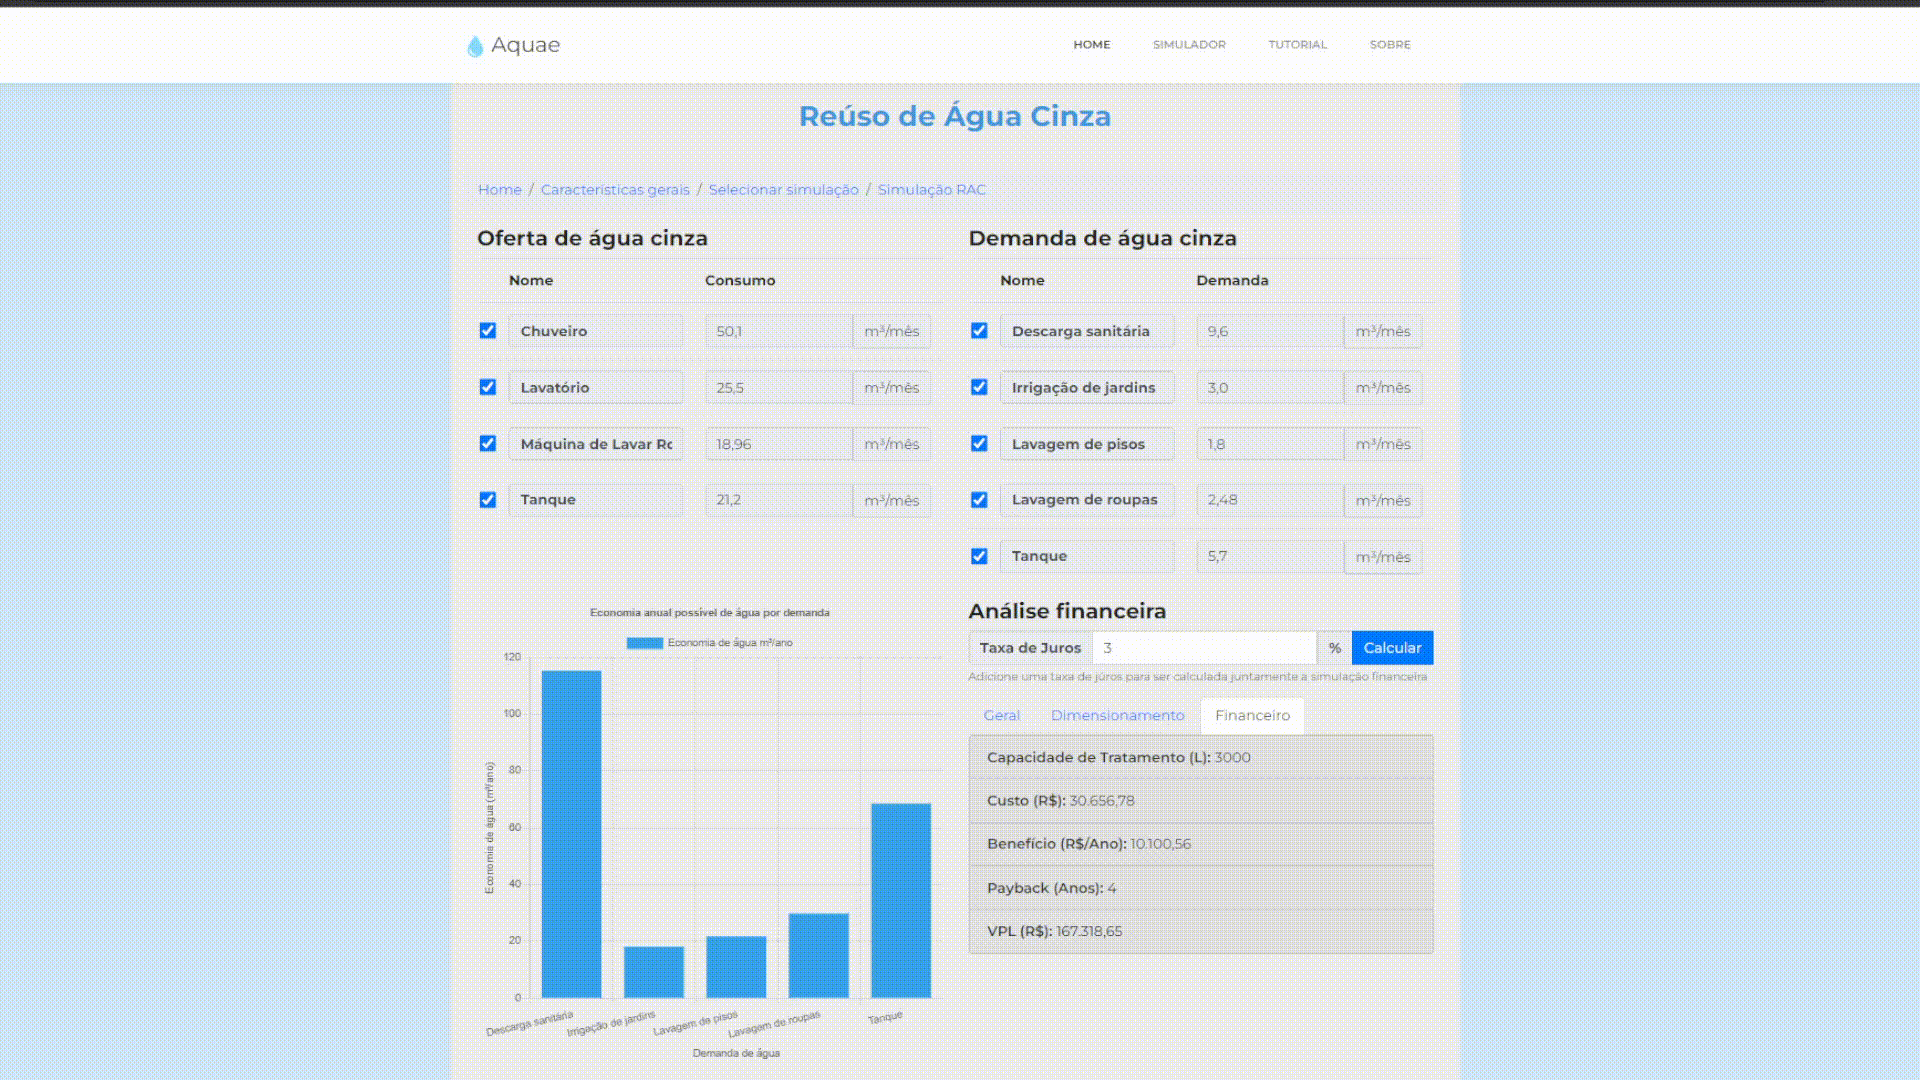 Aquae
HOME SIMULADOR TUTORIAL SOBRE
Reúso de Água Cinza
Home / Características gerais / Selecionar simulação / Simulação RAC
Oferta de água cinza
Nome Consumo
Chuveiro 50,1 m³/mês
Lavatório 25,5 m³/mês
Máquina de Lavar Rc 18,96 m³/mês
Tanque 21,2 m³/mês
Demanda de água cinza
Nome Demanda
Descarga sanitária 9,6 m³/mês
Irrigação de jardins 3,0 m³/mês
Lavagem de pisos 1,8 m³/mês
Lavagem de roupas 2,48 m³/mês
Tanque 5,7 m³/mês
Economia anual possível de água por demanda
Economia de água m³/ano
Economia de água (m³/ano)
120
100
80
60
40
20
0
Descarga sanitária Irrigação de jardins Lavagem de pisos Lavagem de roupas Tanque
Demanda de água
Análise financeira
Taxa de Juros 3 % Calcular
Adicione uma taxa de juros para ser calculada juntamente a simulação financeira
Geral Dimensionamento Financeiro
Capacidade de Tratamento (L): 3000
Custo (R$): 30.656,78
Benefício (R$/Ano): 10.100,56
Payback (Anos): 4
VPL (R$): 167.318,65